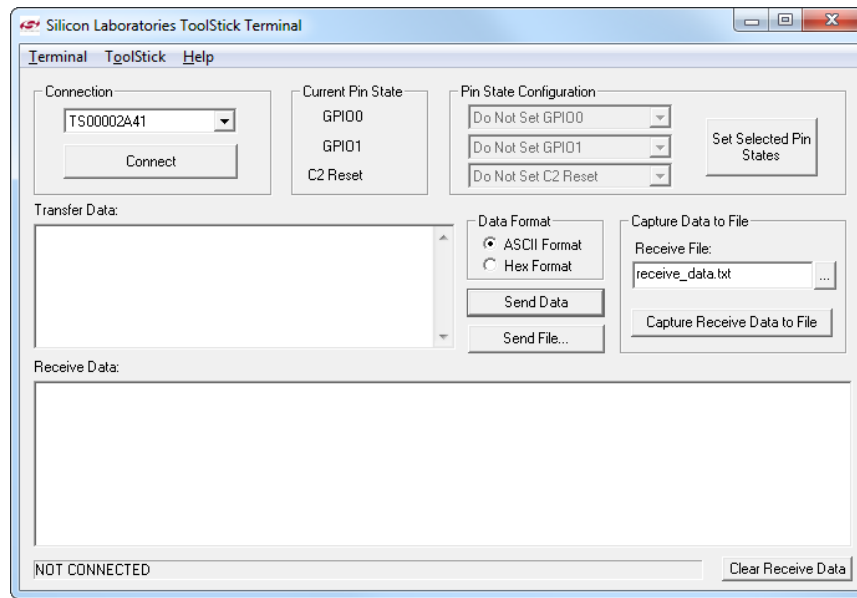 Silicon Laboratories ToolStick Terminal
Terminal ToolStick Help
Connection
TS00002A41
Connect
Current Pin State
GPIO0
GPIO1
C2 Reset
Pin State Configuration
Do Not Set GPIO0
Do Not Set GPIO1
Do Not Set C2 Reset
Set Selected Pin
States
Transfer Data:
Data Format
ASCII Format
Hex Format
Send Data
Send File...
Capture Data to File
Receive File:
receive_data.txt
...
Capture Receive Data to File
Receive Data:
NOT CONNECTED
Clear Receive Data